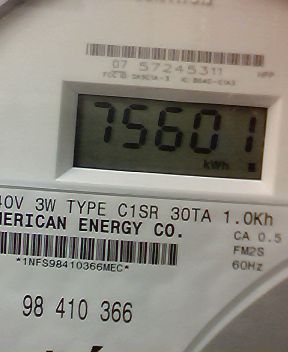 07 57245311
HPP
75601
kWh
40V 3W TYPE C1SR 30TA 1.0Kh
MERICAN ENERGY CO.
CA 0.5
FM2S
60Hz
*1NFS98410366MEC*
98 410 366